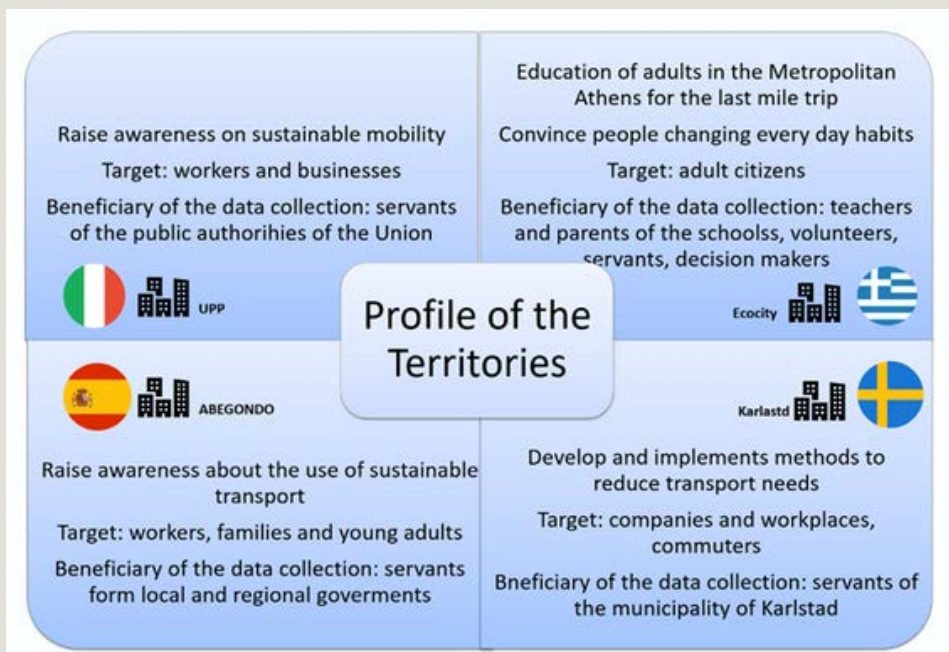 Raise awareness on sustainable mobility
Target: workers and businesses
Beneficiary of the data collection: servants
of the public authorihies of the Union
UPP
Education of adults in the Metropolitan
Athens for the last mile trip
Convince people changing every day habits
Target: adult citizens
Beneficiary of the data collection: teachers
and parents of the schoolss, volunteers,
servants, decision makers
Ecocity
Profile of the
Territories
ABEGONDO
Raise awareness about the use of sustainable
transport
Target: workers, families and young adults
Beneficiary of the data collection: servants
form local and regional goverments
Karlastd
Develop and implements methods to
reduce transport needs
Target: companies and workplaces,
commuters
Bneficiary of the data collection: servants of
the municipality of Karlstad